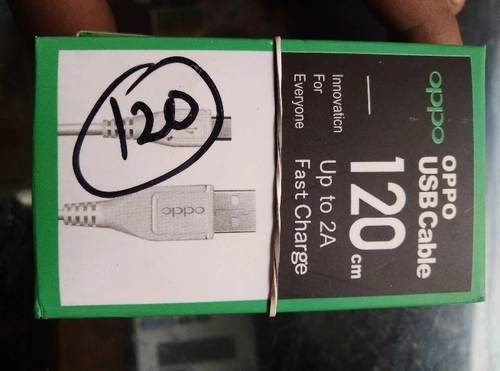 oppo
OPPO
USB Cable
120 cm
Up to 2A
Fast Charge
Innovation
For
Everyone
120
oppo